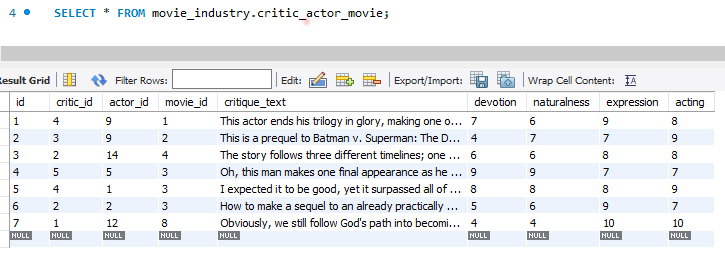 4 SELECT * FROM movie_industry.critic_actor_movie;
Result Grid Filter Rows: Edit: Export/Import: Wrap Cell Content: IA
id critic_id actor_id movie_id critique_text devotion naturalness expression acting
1 4 9 1 This actor ends his trilogy in glory, making one o... 7 6 9 8
2 3 9 2 This is a prequel to Batman v. Superman: The D... 4 7 7 9
3 2 14 4 The story follows three different timelines; one ... 6 6 8 8
4 5 5 3 Oh, this man makes one final appearance as he ... 9 9 7 7
5 4 1 3 I expected it to be good, yet it surpassed all of ... 8 8 8 9
6 2 2 3 How to make a sequel to an already practically ... 5 6 9 7
7 1 12 8 Obviously, we still follow God's path into becomi... 4 4 10 10
NULL NULL NULL NULL NULL NULL NULL NULL NULL